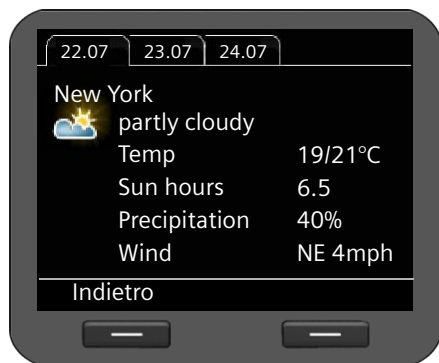 22.07 23.07 24.07
New York
partly cloudy
Temp 19/21°C
Sun hours 6.5
Precipitation 40%
Wind NE 4mph
Indietro